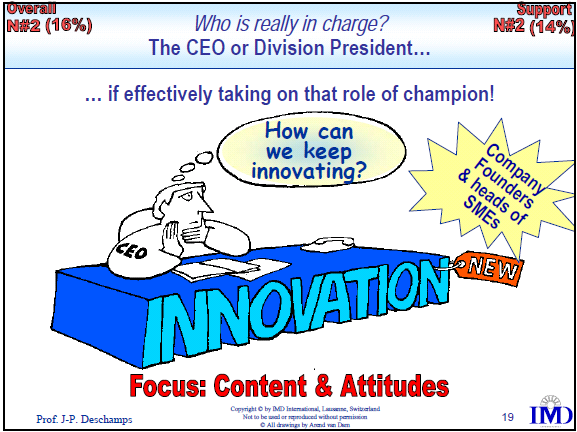 Overall
N#2 (16%)
Who is really in charge?
The CEO or Division President…
Support
N#2 (14%)
… if effectively taking on that role of champion!
How can
we keep
innovating?
Company
Founders
& heads of
SMEs
CEO
INNOVATION
NEW
Focus: Content & Attitudes
Prof. J-P. Deschamps
Copyright © by IMD International, Lausanne, Switzerland
Not to be used or reproduced without permission
© All drawings by Arend van Dam
19
IMD